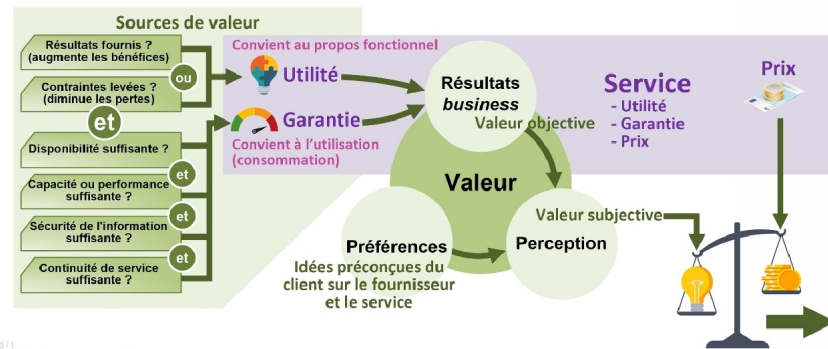 Sources de valeur
Résultats fournis ?
(augmente les bénéfices)
ou
Contraintes levées ?
(diminue les pertes)
et
Disponibilité suffisante ?
et
Capacité ou performance
suffisante ?
et
Sécurité de l'information
suffisante ?
et
Continuité de service
suffisante ?
Convient au propos fonctionnel
Utilité
Garantie
Convient à l'utilisation
(consommation)
Résultats
business
Valeur objective
Valeur
Préférences
Idées préconçues du
client sur le fournisseur
et le service
Perception
Valeur subjective
Service
- Utilité
- Garantie
- Prix
Prix